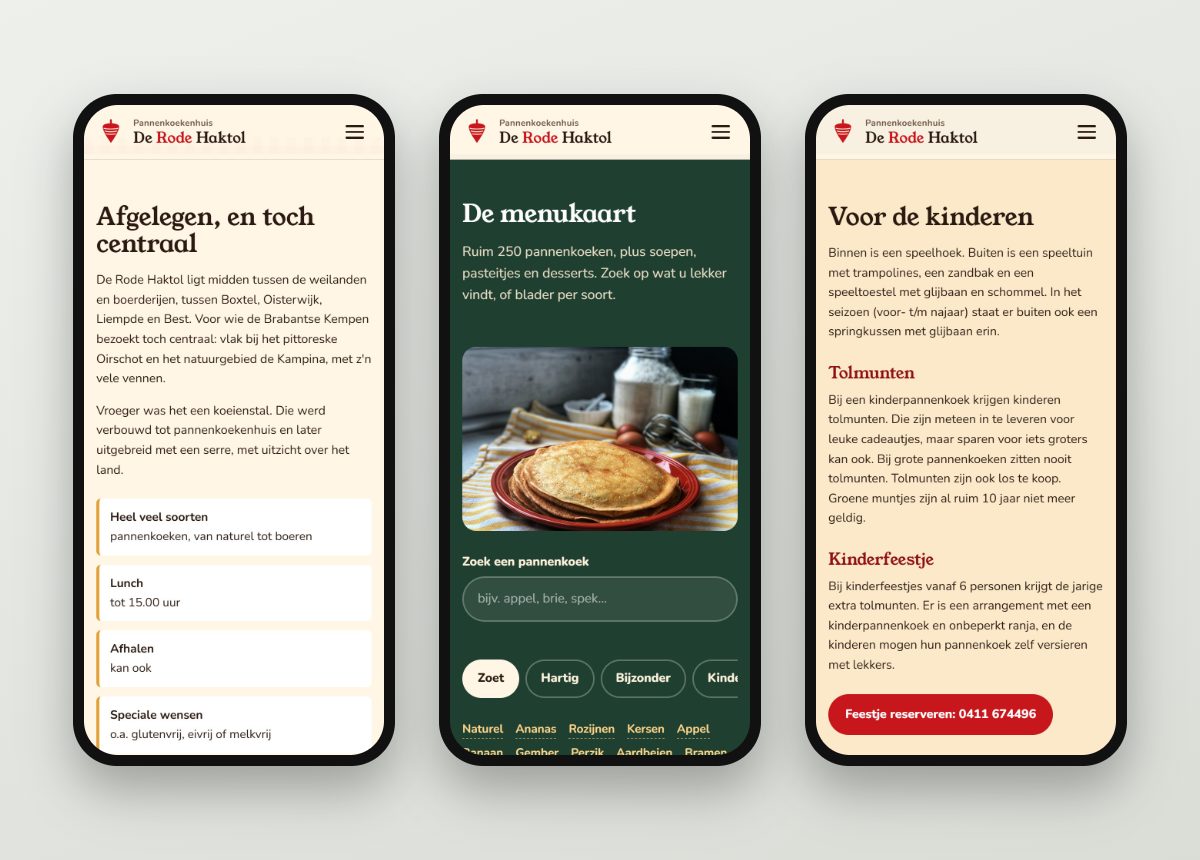 Pannenkoekenhuis
De Rode Haktol
Afgelegen, en toch
centraal
De Rode Haktol ligt midden tussen de weilanden
en boerderijen, tussen Boxtel, Oisterwijk,
Liempde en Best. Voor wie de Brabantse Kempen
bezoekt toch centraal: vlak bij het pittoreske
Oirschot en het natuurgebied de Kampina, met z'n
vele vennen.
Vroeger was het een koeienstal. Die werd
verbouwd tot pannenkoekenhuis en later
uitgebreid met een serre, met uitzicht over het
land.
Heel veel soorten
pannenkoeken, van naturel tot boeren
Lunch
tot 15.00 uur
Afhalen
kan ook
Speciale wensen
o.a. glutenvrij, eivrij of melkvrij
Pannenkoekenhuis
De Rode Haktol
De menukaart
Ruim 250 pannenkoeken, plus soepen,
pasteitjes en desserts. Zoek op wat u lekker
vindt, of blader per soort.
Zoek een pannenkoek
bijv. appel, brie, spek...
Zoet Hartig Bijzonder Kinde
Naturel Ananas Rozijnen Kersen Appel
Banaan Gember Perzik Aardbeien Bramen
Pannenkoekenhuis
De Rode Haktol
Voor de kinderen
Binnen is een speelhoek. Buiten is een speeltuin
met trampolines, een zandbak en een
speeltoestel met glijbaan en schommel. In het
seizoen (voor- t/m najaar) staat er buiten ook een
springkussen met glijbaan erin.
Tolmunten
Bij een kinderpannenkoek krijgen kinderen
tolmunten. Die zijn meteen in te leveren voor
leuke cadeautjes, maar sparen voor iets groters
kan ook. Bij grote pannenkoeken zitten nooit
tolmunten. Tolmunten zijn ook los te koop.
Groene muntjes zijn al ruim 10 jaar niet meer
geldig.
Kinderfeestje
Bij kinderfeestjes vanaf 6 personen krijgt de jarige
extra tolmunten. Er is een arrangement met een
kinderpannenkoek en onbeperkt ranja, en de
kinderen mogen hun pannenkoek zelf versieren
met lekkers.
Feestje reserveren: 0411 674496